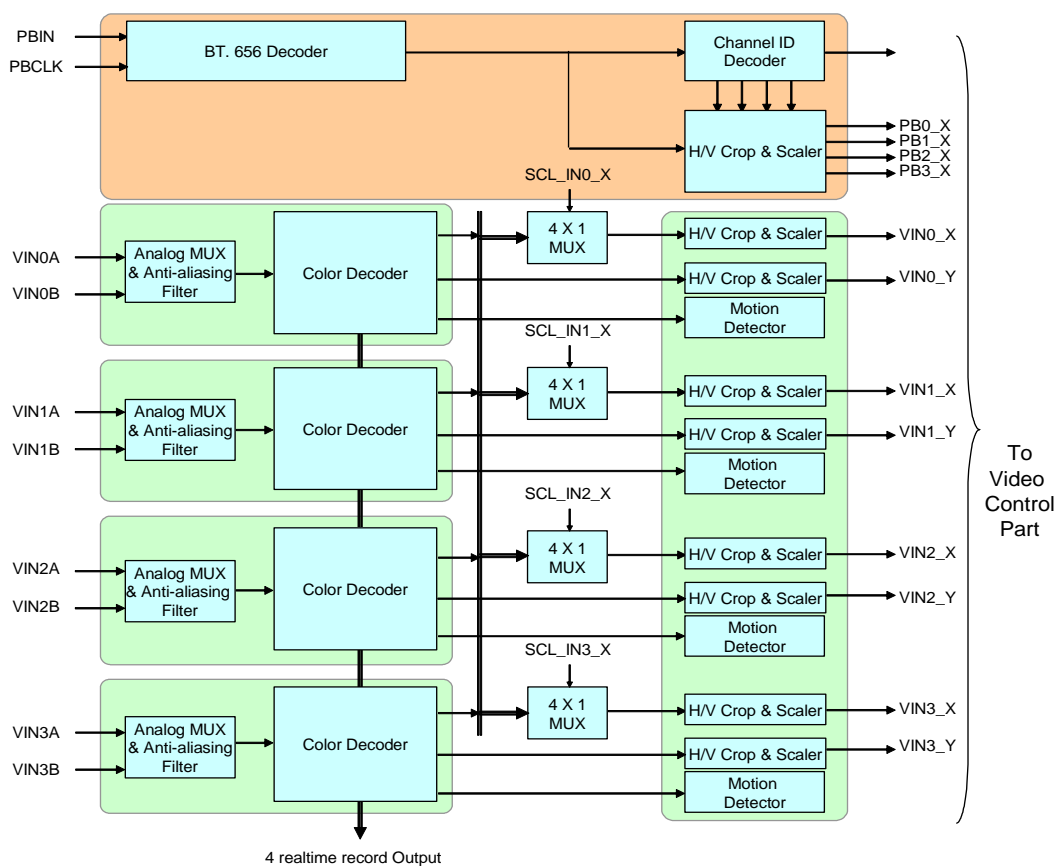 PBIN
PBCLK
BT. 656 Decoder
Channel ID
Decoder
H/V Crop & Scaler
PB0_X
PB1_X
PB2_X
PB3_X
SCL_IN0_X
VIN0A
VIN0B
Analog MUX
& Anti-aliasing
Filter
Color Decoder
4 X 1
MUX
H/V Crop & Scaler
VIN0_X
H/V Crop & Scaler
VIN0_Y
Motion
Detector
SCL_IN1_X
VIN1A
VIN1B
Analog MUX
& Anti-aliasing
Filter
Color Decoder
4 X 1
MUX
H/V Crop & Scaler
VIN1_X
H/V Crop & Scaler
VIN1_Y
Motion
Detector
SCL_IN2_X
VIN2A
VIN2B
Analog MUX
& Anti-aliasing
Filter
Color Decoder
4 X 1
MUX
H/V Crop & Scaler
VIN2_X
H/V Crop & Scaler
VIN2_Y
Motion
Detector
SCL_IN3_X
VIN3A
VIN3B
Analog MUX
& Anti-aliasing
Filter
Color Decoder
4 X 1
MUX
H/V Crop & Scaler
VIN3_X
H/V Crop & Scaler
VIN3_Y
Motion
Detector
To
Video
Control
Part
4 realtime record Output